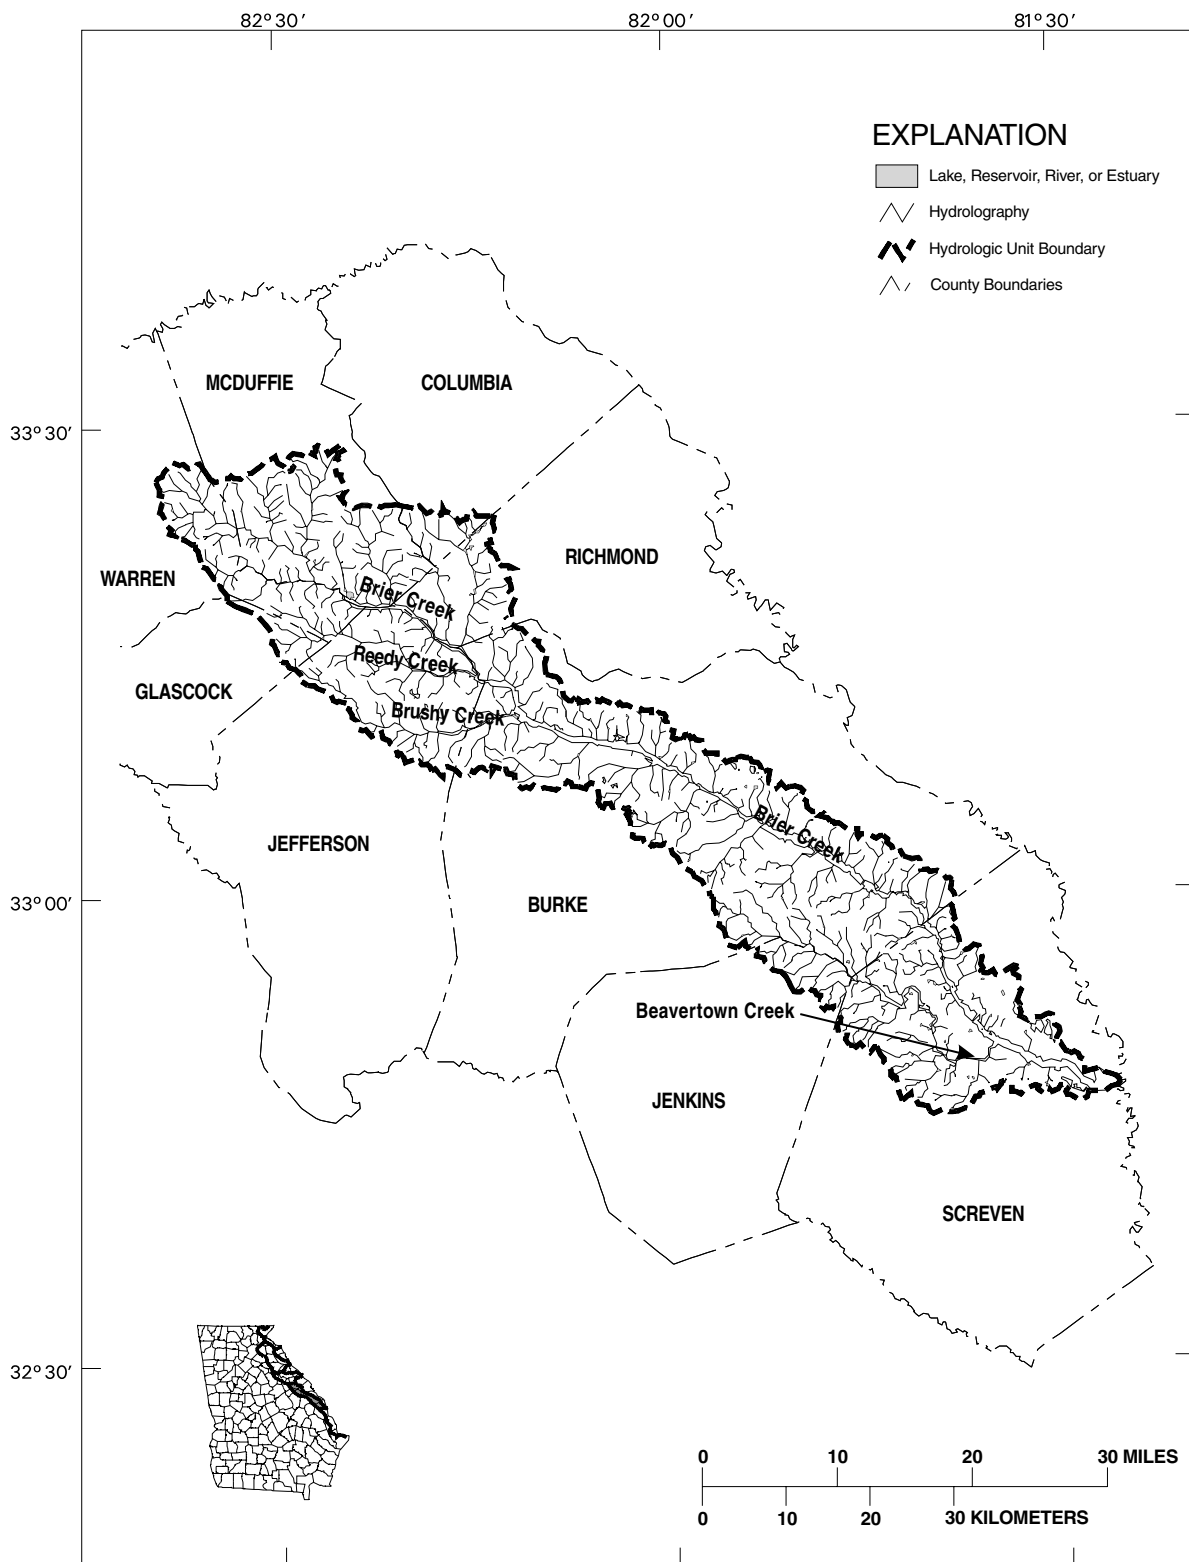 82°30′ 82°00′ 81°30′
EXPLANATION
Lake, Reservoir, River, or Estuary
Hydrolography
Hydrologic Unit Boundary
County Boundaries
MCDUFFIE COLUMBIA
33°30′
RICHMOND
WARREN
Brier Creek
Reedy Creek
GLASCOCK
Brushy Creek
Brier Creek
JEFFERSON
33°00′
BURKE
Beavertown Creek
JENKINS
SCREVEN
32°30′
0 10 20 30 MILES
0 10 20 30 KILOMETERS